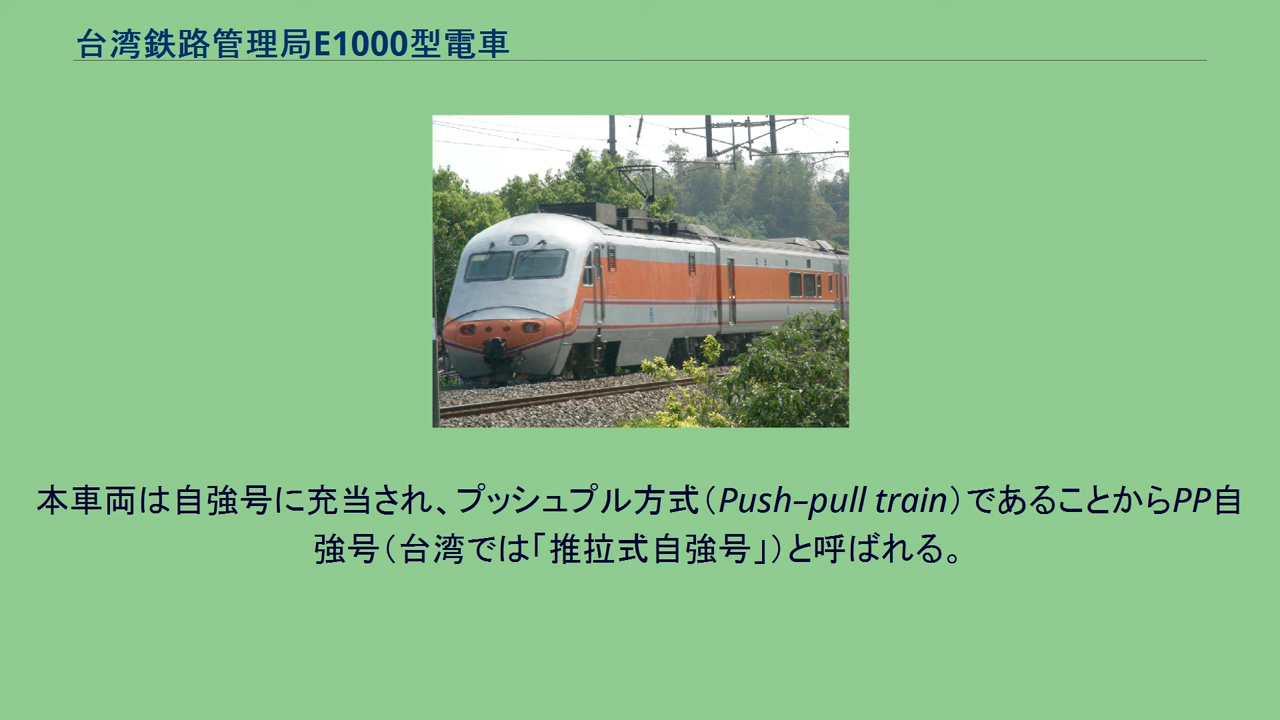 台湾鉄路管理局E1000型電車
本車両は自強号に充当され、プッシュプル方式（Push–pull train）であることからPP自
強号（台湾では「推拉式自強号」）と呼ばれる。